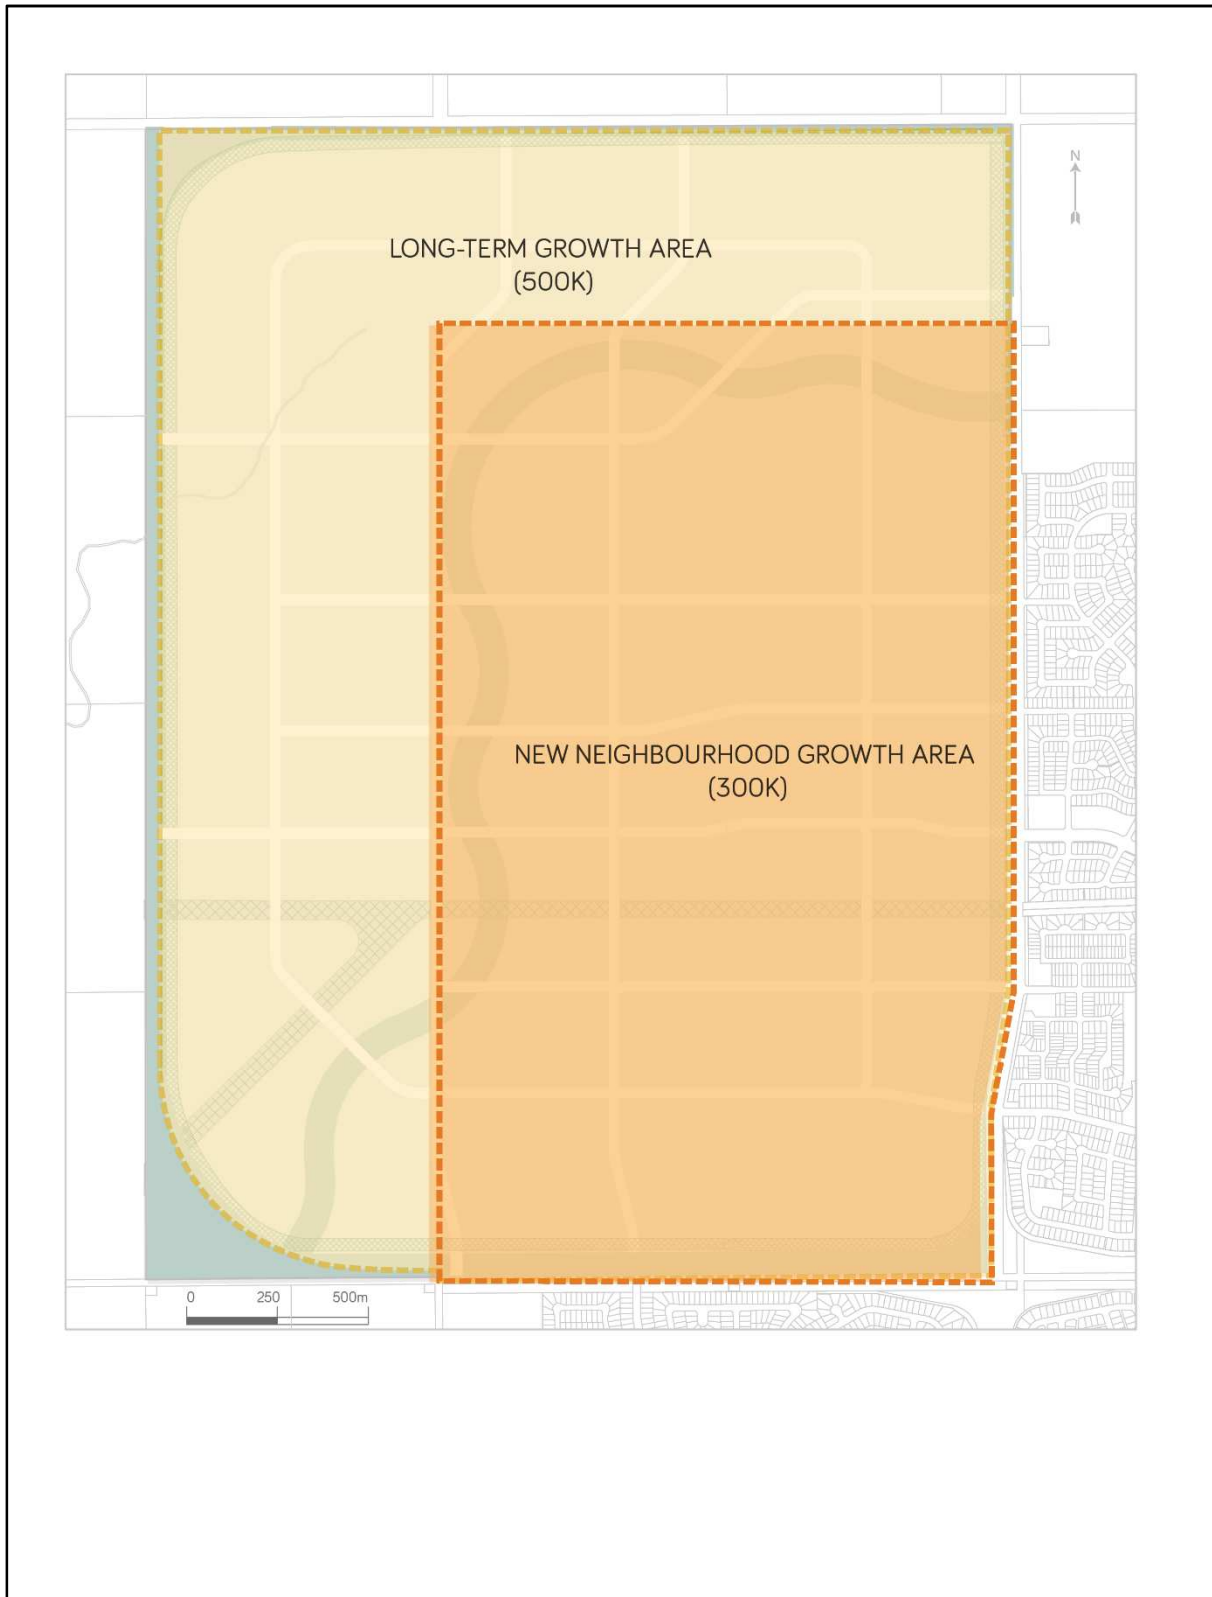 N
LONG-TERM GROWTH AREA
(500K)
NEW NEIGHBOURHOOD GROWTH AREA
(300K)
0 250 500m